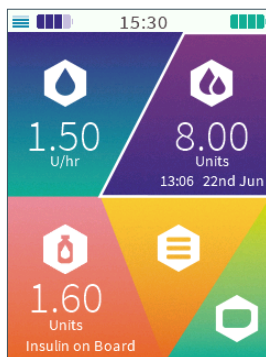 15:30
1.50
U/hr
8.00
Units
13:06 22nd Jun
1.60
Units
Insulin on Board